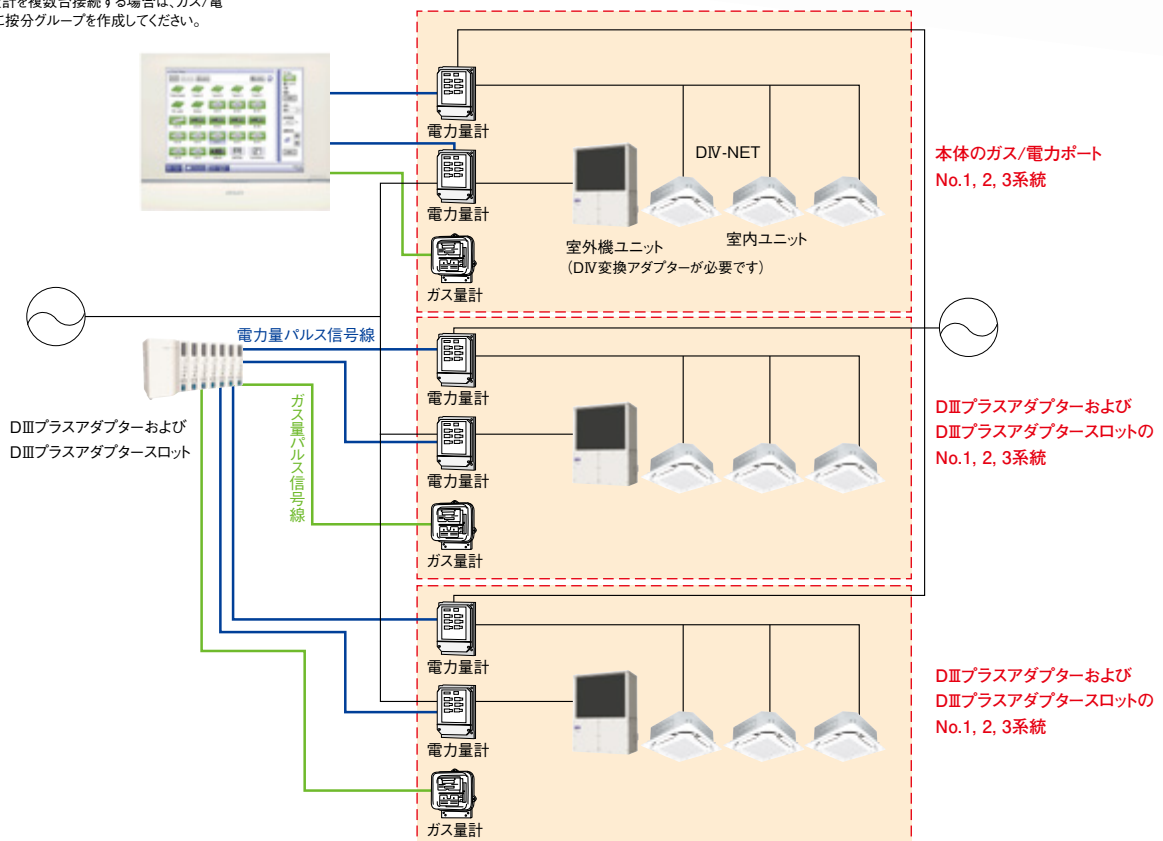 計を複数台接続する場合は、ガス/電
に按分グループを作成してください。
電力量計
電力量計
ガス量計
DⅣ-NET
室外機ユニット
(DⅣ変換アダプターが必要です)
室内ユニット
本体のガス/電力ポート
No.1, 2, 3系統
電力量パルス信号線
ガス量パルス信号線
DⅢプラスアダプターおよび
DⅢプラスアダプタースロット
電力量計
電力量計
ガス量計
DⅢプラスアダプターおよび
DⅢプラスアダプタースロットの
No.1, 2, 3系統
電力量計
電力量計
ガス量計
DⅢプラスアダプターおよび
DⅢプラスアダプタースロットの
No.1, 2, 3系統